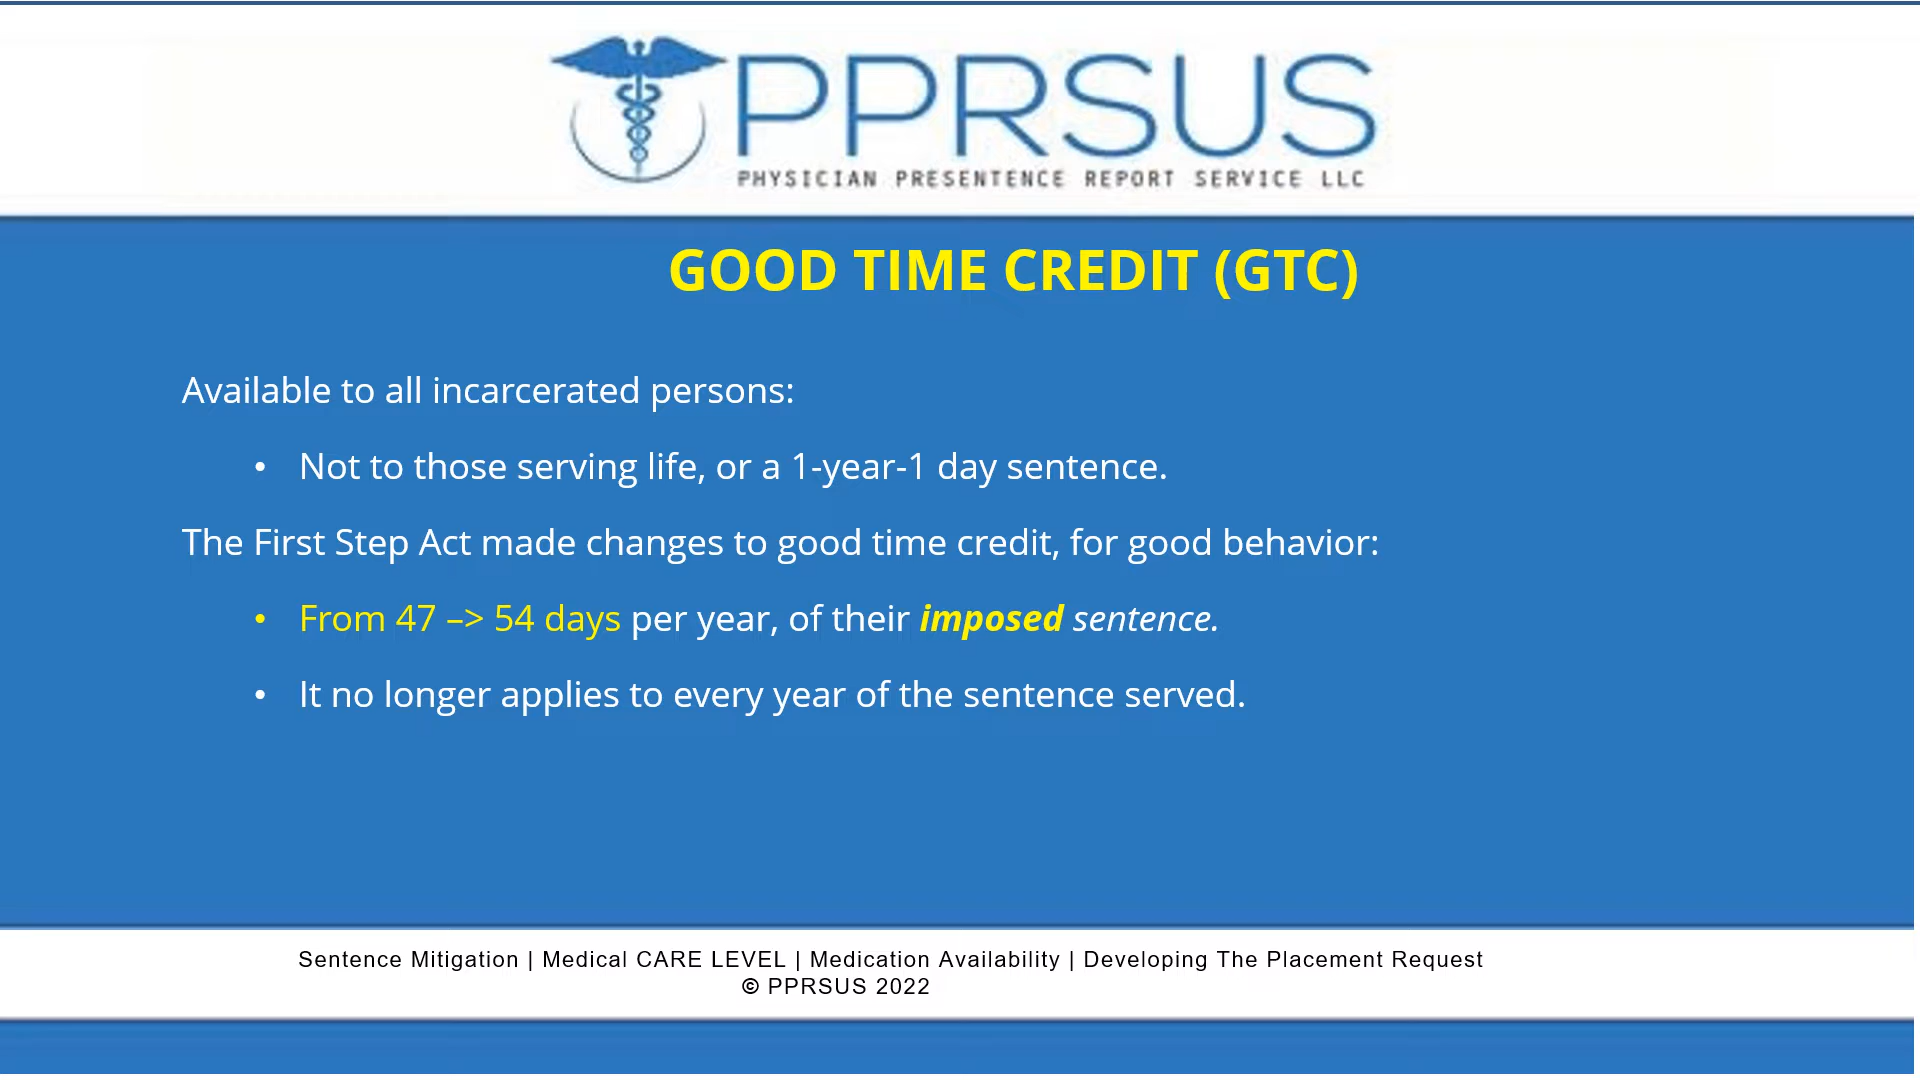 PPRSUS
PHYSICIAN PRESENTENCE REPORT SERVICE LLC
GOOD TIME CREDIT (GTC)
Available to all incarcerated persons:
• Not to those serving life, or a 1-year-1 day sentence.
The First Step Act made changes to good time credit, for good behavior:
• From 47 –> 54 days per year, of their imposed sentence.
• It no longer applies to every year of the sentence served.
Sentence Mitigation | Medical CARE LEVEL | Medication Availability | Developing The Placement Request
© PPRSUS 2022